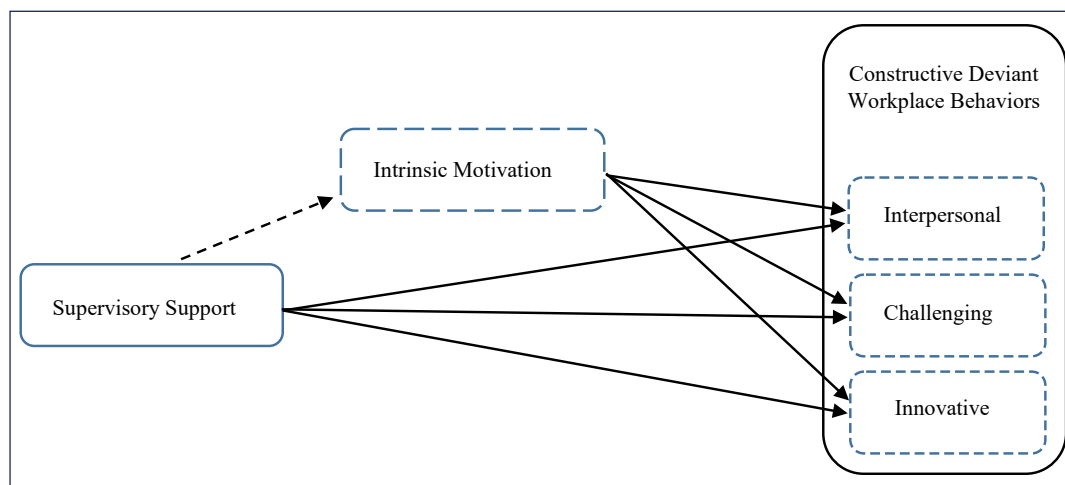 Constructive Deviant
Workplace Behaviors
Intrinsic Motivation
Interpersonal
Supervisory Support
Challenging
Innovative